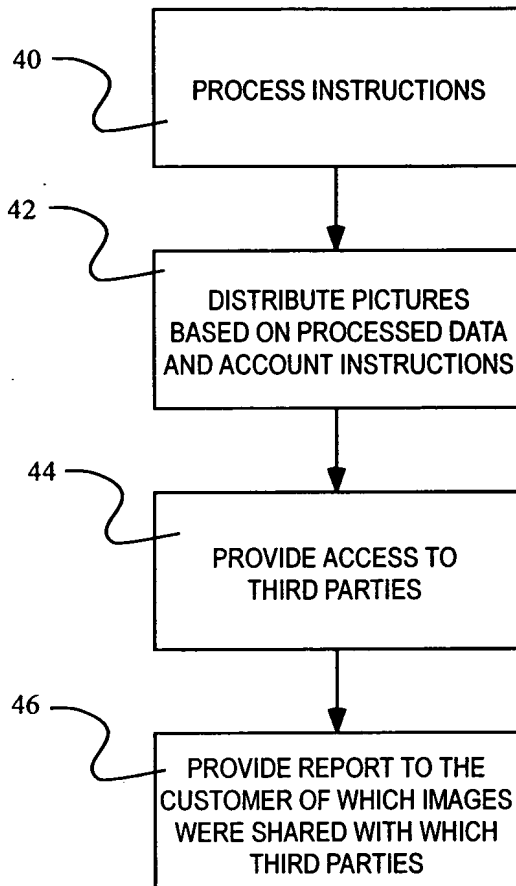 40
PROCESS INSTRUCTIONS
42
DISTRIBUTE PICTURES
BASED ON PROCESSED DATA
AND ACCOUNT INSTRUCTIONS
44
PROVIDE ACCESS TO
THIRD PARTIES
46
PROVIDE REPORT TO THE
CUSTOMER OF WHICH IMAGES
WERE SHARED WITH WHICH
THIRD PARTIES